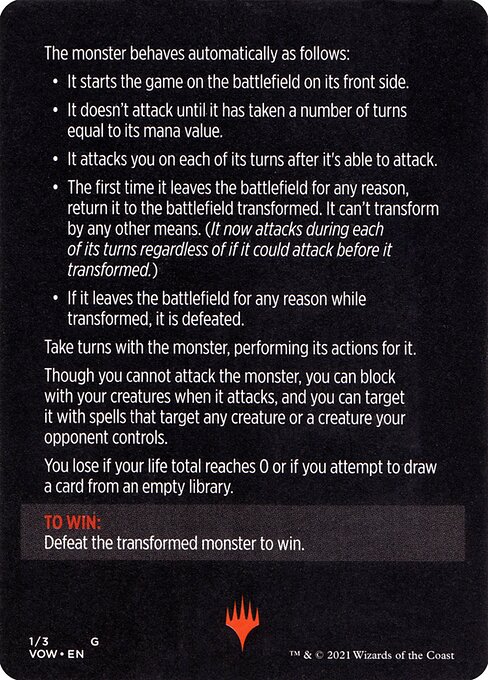 The monster behaves automatically as follows:
• It starts the game on the battlefield on its front side.
• It doesn't attack until it has taken a number of turns
equal to its mana value.
• It attacks you on each of its turns after it's able to attack.
• The first time it leaves the battlefield for any reason,
return it to the battlefield transformed. It can't transform
by any other means. (It now attacks during each
of its turns regardless of if it could attack before it
transformed.)
• If it leaves the battlefield for any reason while
transformed, it is defeated.
Take turns with the monster, performing its actions for it.
Though you cannot attack the monster, you can block
with your creatures when it attacks, and you can target
it with spells that target any creature or a creature your
opponent controls.
You lose if your life total reaches 0 or if you attempt to draw
a card from an empty library.
TO WIN:
Defeat the transformed monster to win.
1/3 G
VOW • EN
™ & © 2021 Wizards of the Coast